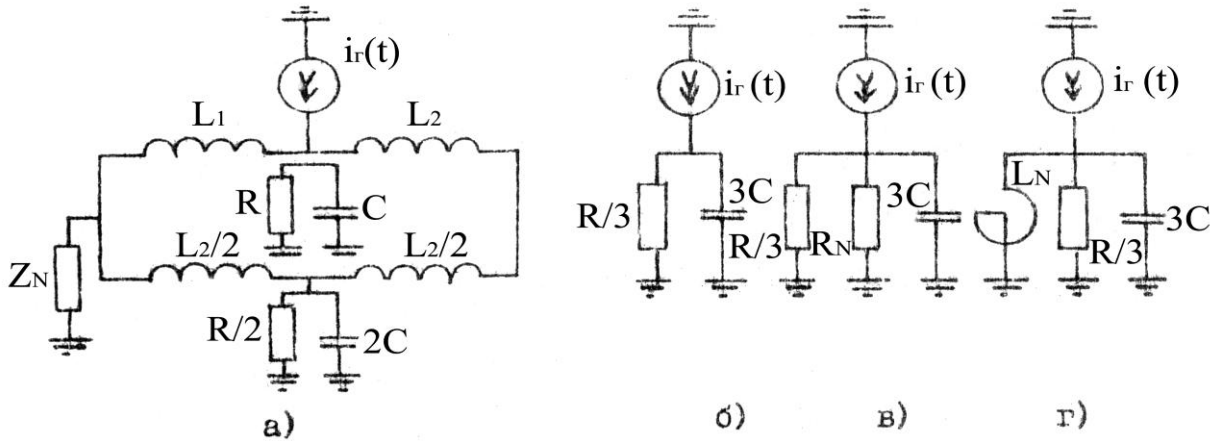 iг(t)
L1
L2
R
C
L2/2
L2/2
ZN
R/2
2C
а)
iг(t)
R/3
3C
б)
iг(t)
R/3
RN
3C
в)
iг(t)
LN
R/3
3C
г)